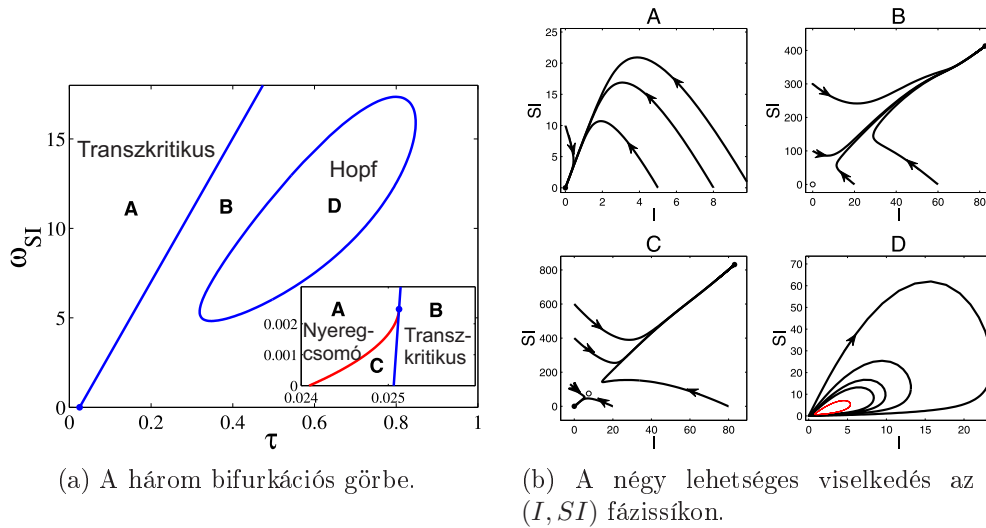 Transzkritikus
Hopf
A
B
D
ω_SI
15
10
5
0
0
0.2
0.4
0.6
0.8
1
τ
A
B
Nyereg-
csomó
Transz-
kritikus
C
0.002
0.001
0
0.024
0.025
(a) A három bifurkációs görbe.
A
25
20
15
10
5
0
SI
0 2 4 6 8
I
B
400
300
200
100
0
SI
0 20 40 60 80
I
C
800
600
400
200
0
SI
0 20 40 60 80
I
D
70
60
50
40
30
20
10
0
SI
0 5 10 15 20
I
(b) A négy lehetséges viselkedés az
(I, SI) fázissíkon.